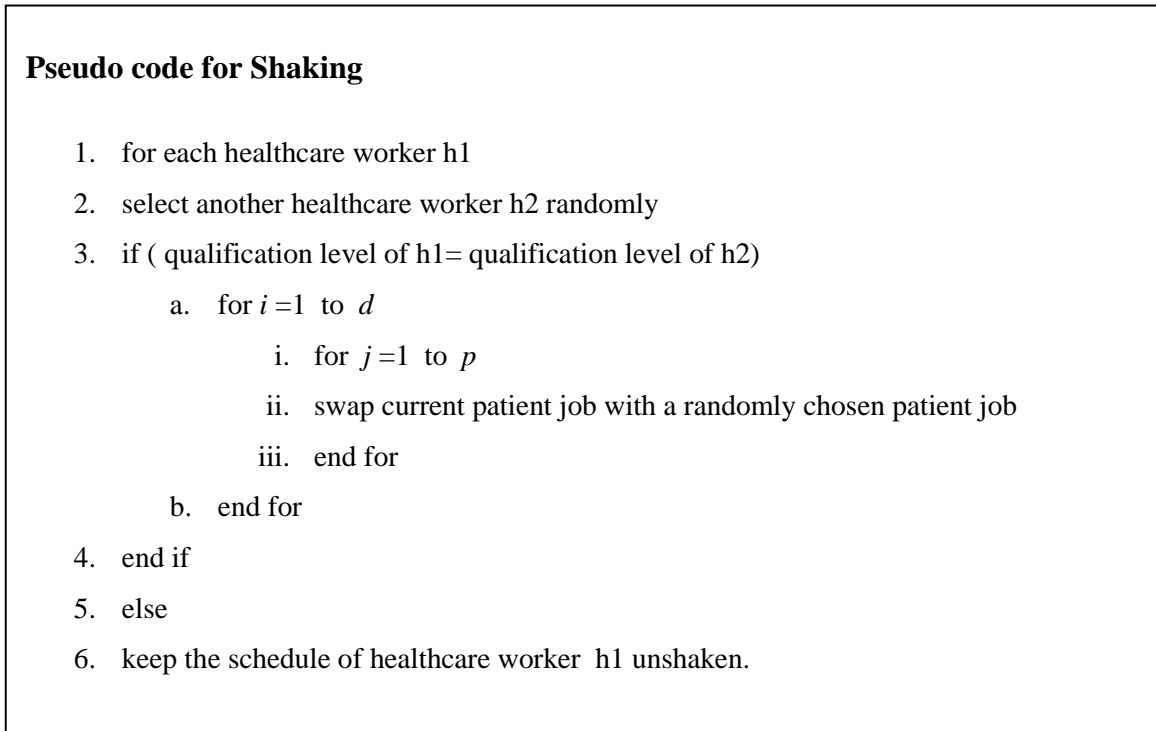 Pseudo code for Shaking
1. for each healthcare worker h1
2. select another healthcare worker h2 randomly
3. if ( qualification level of h1= qualification level of h2)
a. for i =1 to d
i. for j =1 to p
ii. swap current patient job with a randomly chosen patient job
iii. end for
b. end for
4. end if
5. else
6. keep the schedule of healthcare worker h1 unshaken.